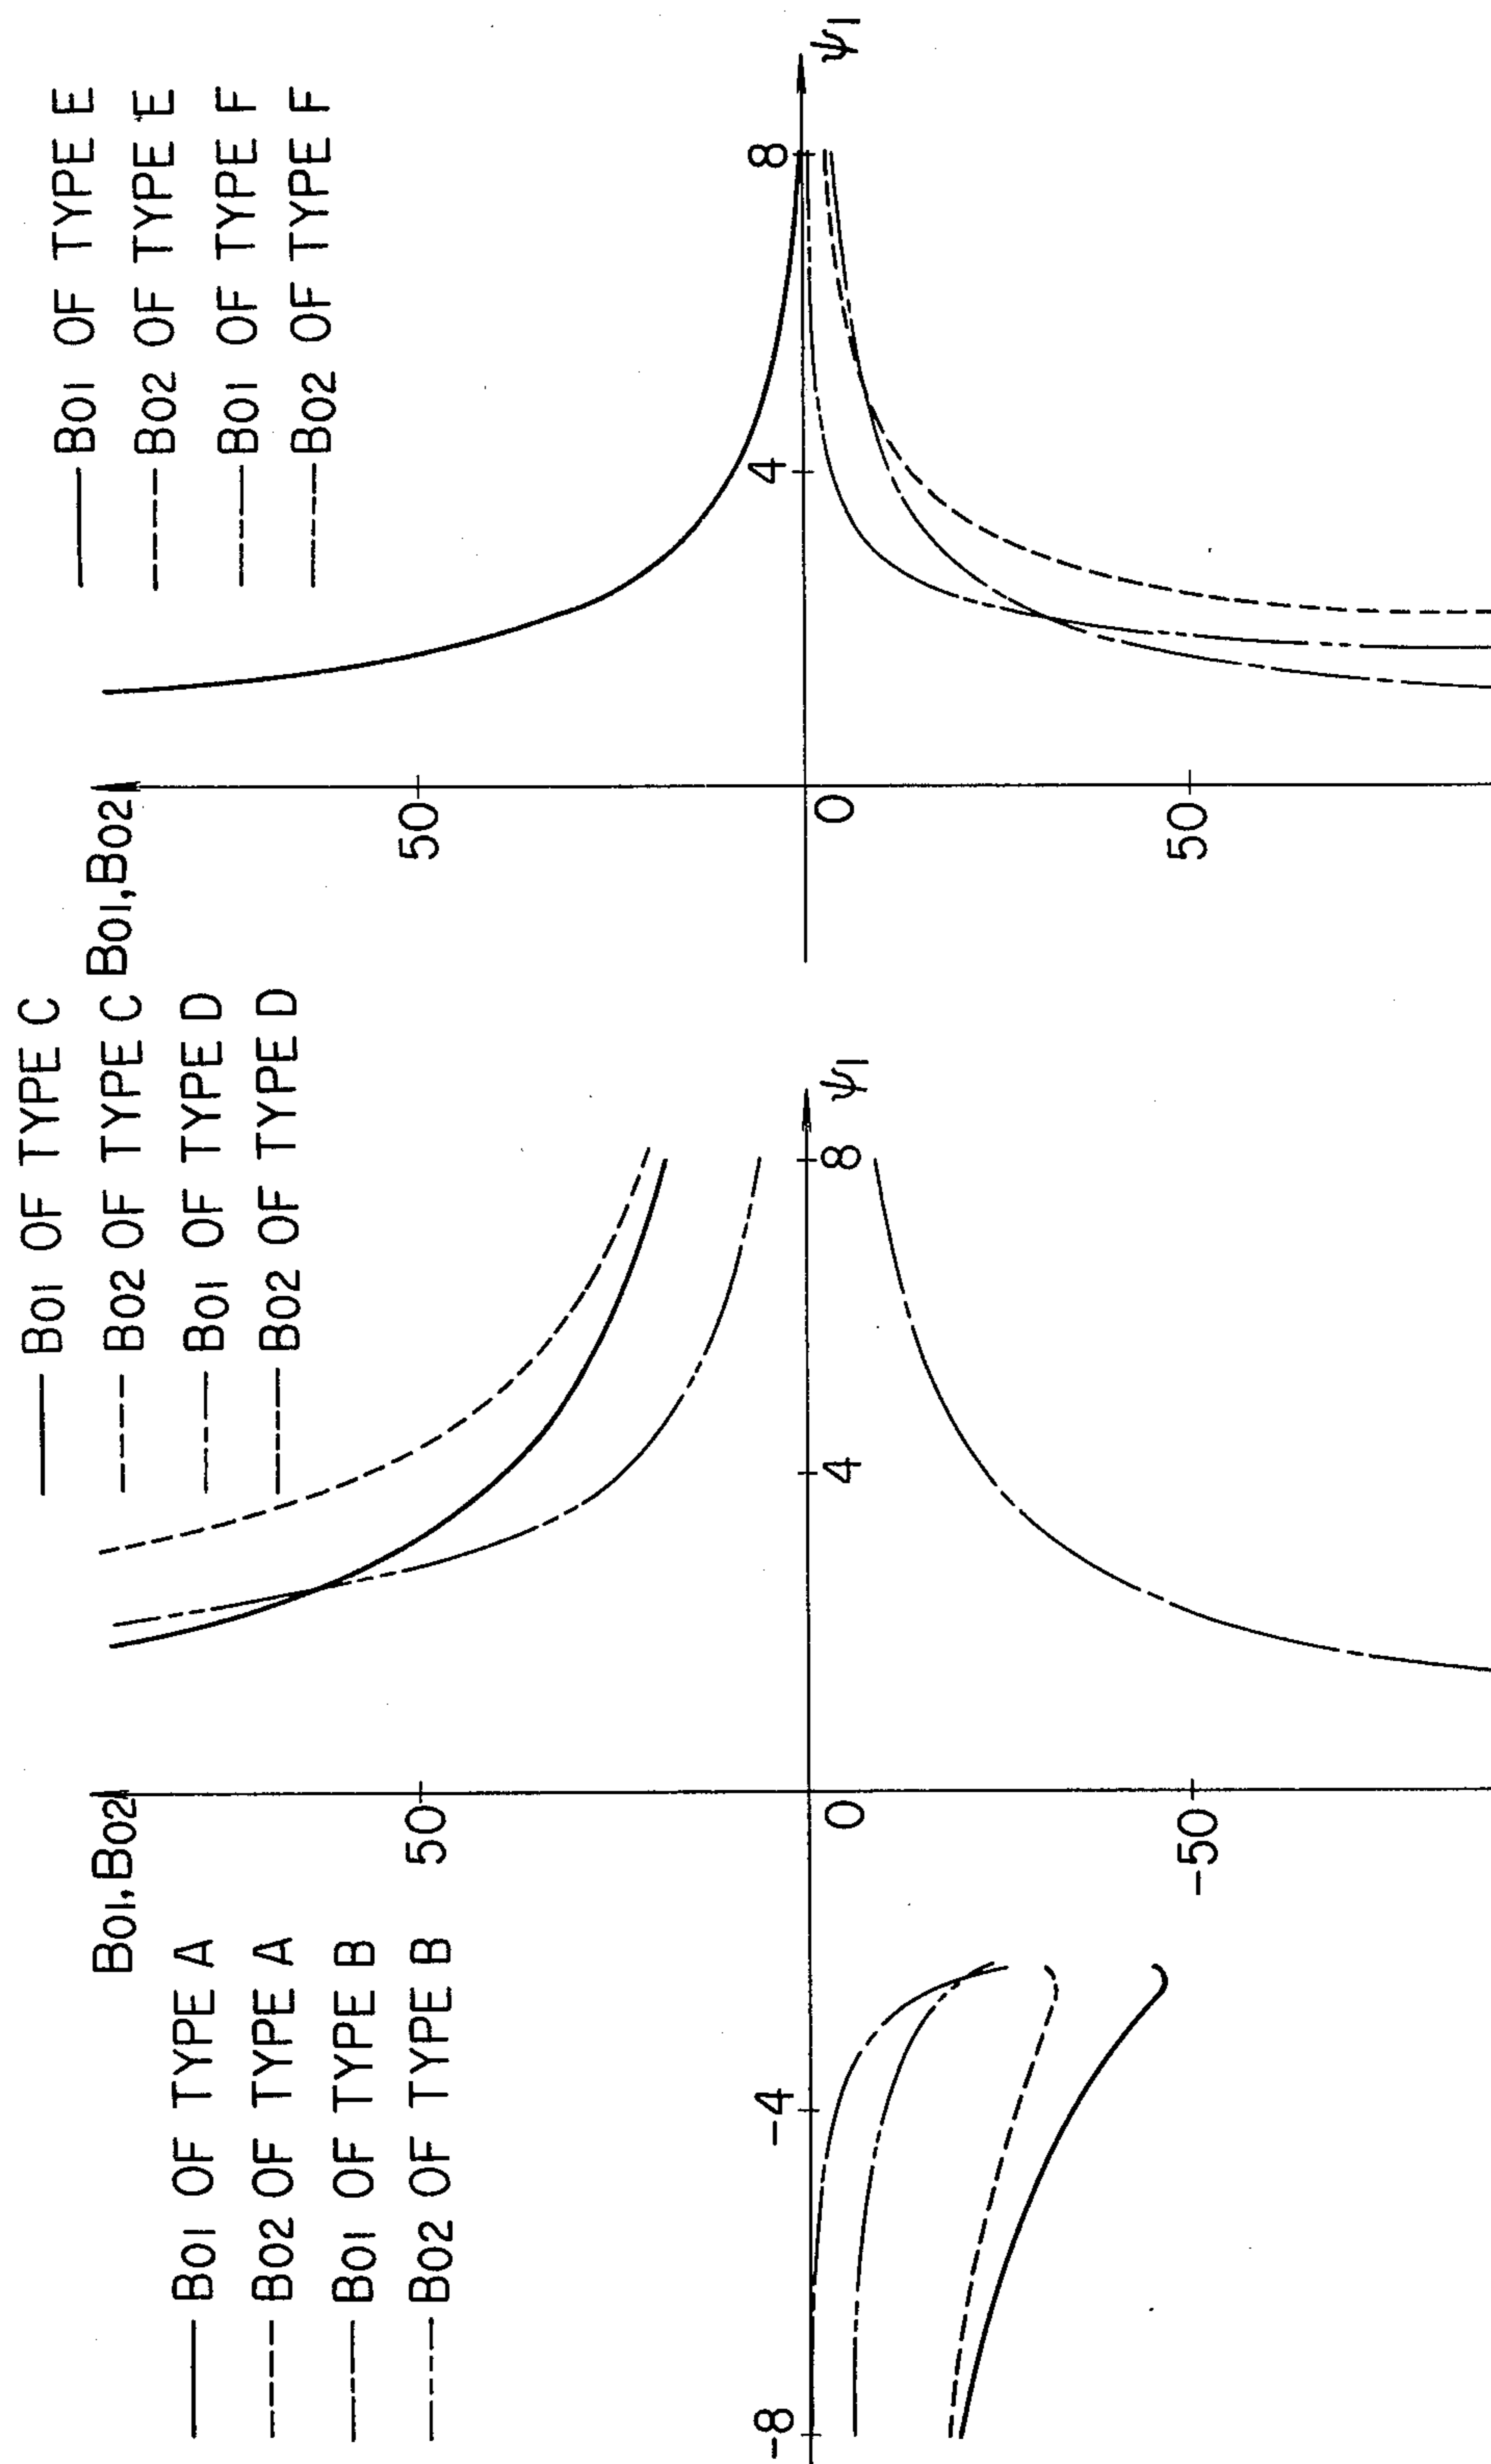 B01, B02
B01 OF TYPE A
B02 OF TYPE A
B01 OF TYPE B
B02 OF TYPE B
B01 OF TYPE C
B02 OF TYPE C
B01 OF TYPE D
B02 OF TYPE D
50
0
-50
-8
-4
4
8
ψ1
B01, B02
B01 OF TYPE E
B02 OF TYPE E
B01 OF TYPE F
B02 OF TYPE F
50
0
50
4
8
ψ1